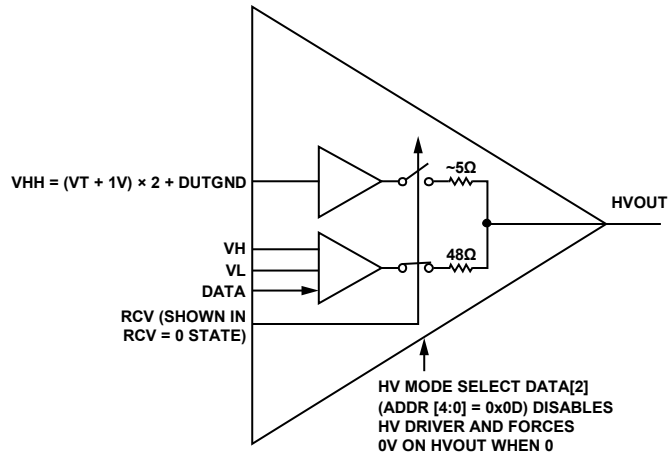 ~5Ω
VHH = (VT + 1V) × 2 + DUTGND
HVOUT
VH
48Ω
VL
DATA
RCV (SHOWN IN
RCV = 0 STATE)
HV MODE SELECT DATA[2]
(ADDR [4:0] = 0x0D) DISABLES
HV DRIVER AND FORCES
0V ON HVOUT WHEN 0